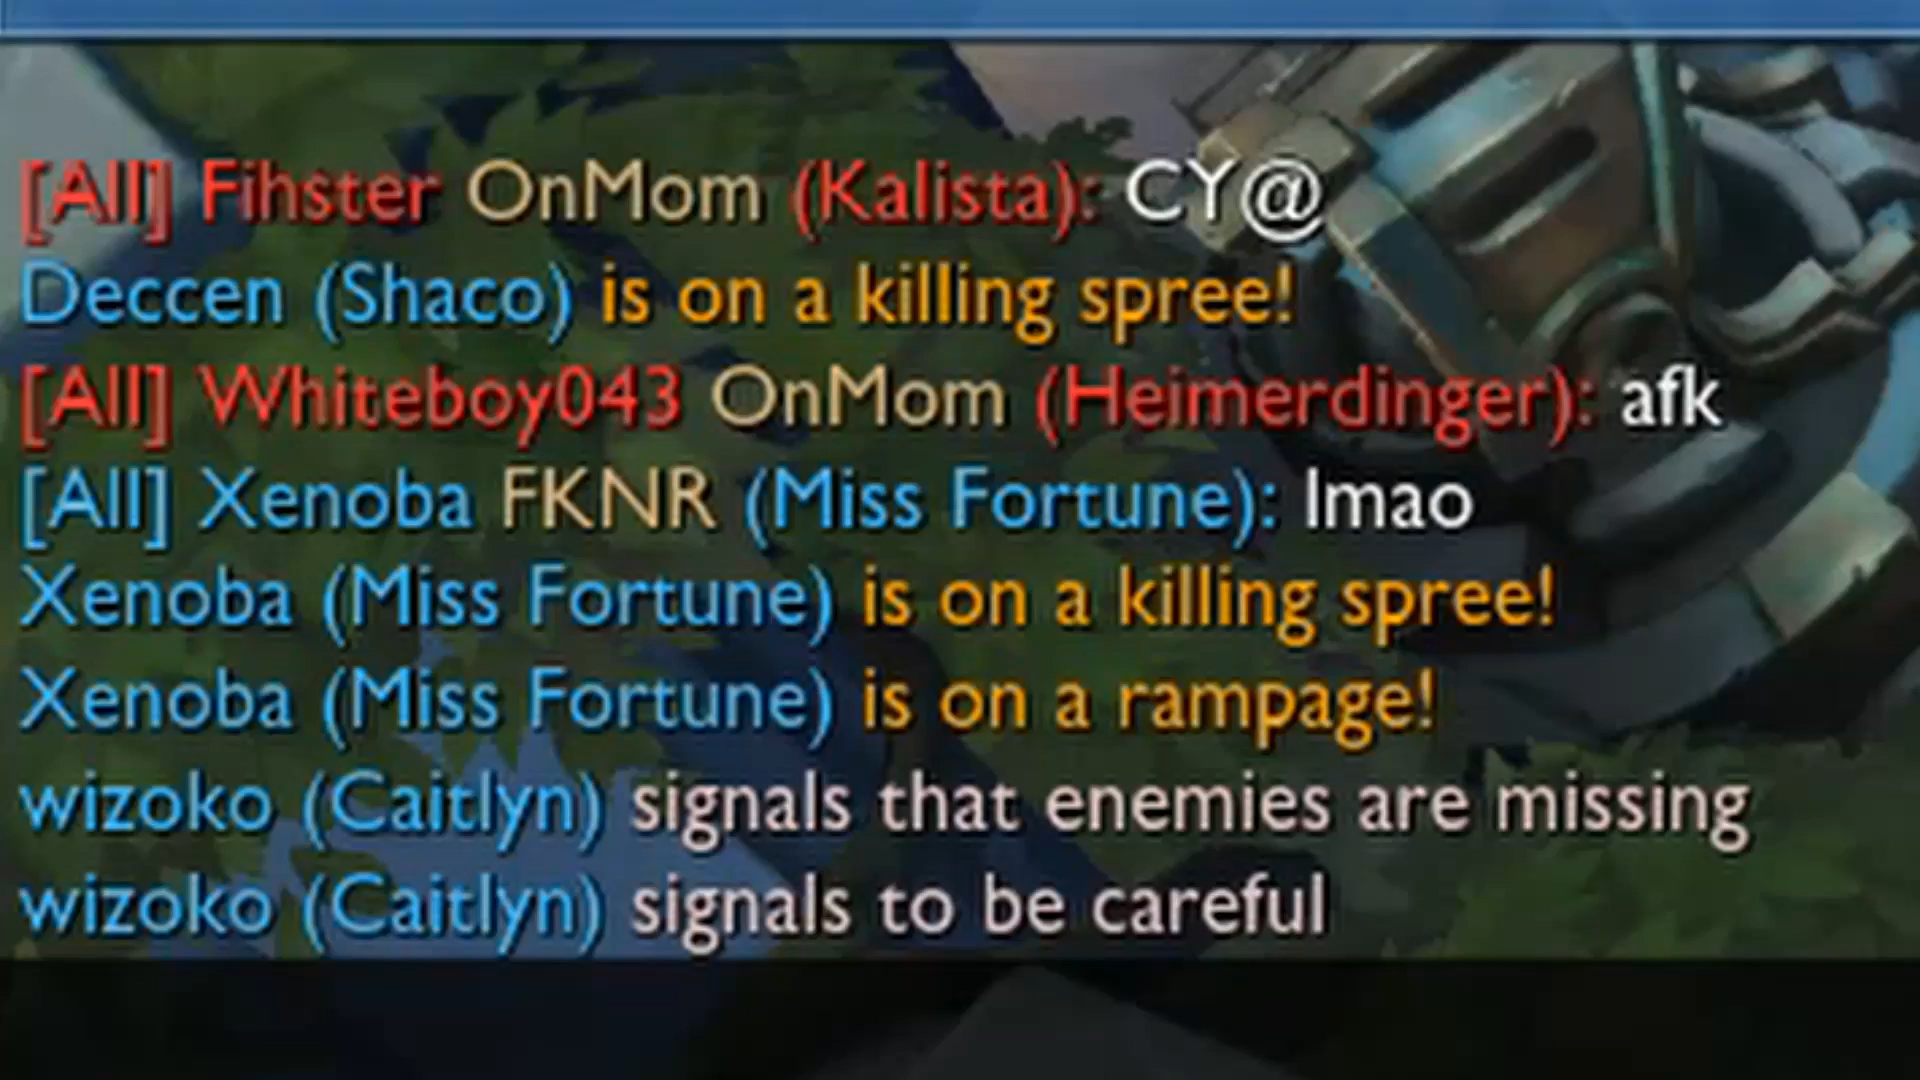 [All] Fihster OnMom (Kalista): CY@
Deccen (Shaco) is on a killing spree!
[All] Whiteboy043 OnMom (Heimerdinger): afk
[All] Xenoba FKNR (Miss Fortune): lmao
Xenoba (Miss Fortune) is on a killing spree!
Xenoba (Miss Fortune) is on a rampage!
wizoko (Caitlyn) signals that enemies are missing
wizoko (Caitlyn) signals to be careful